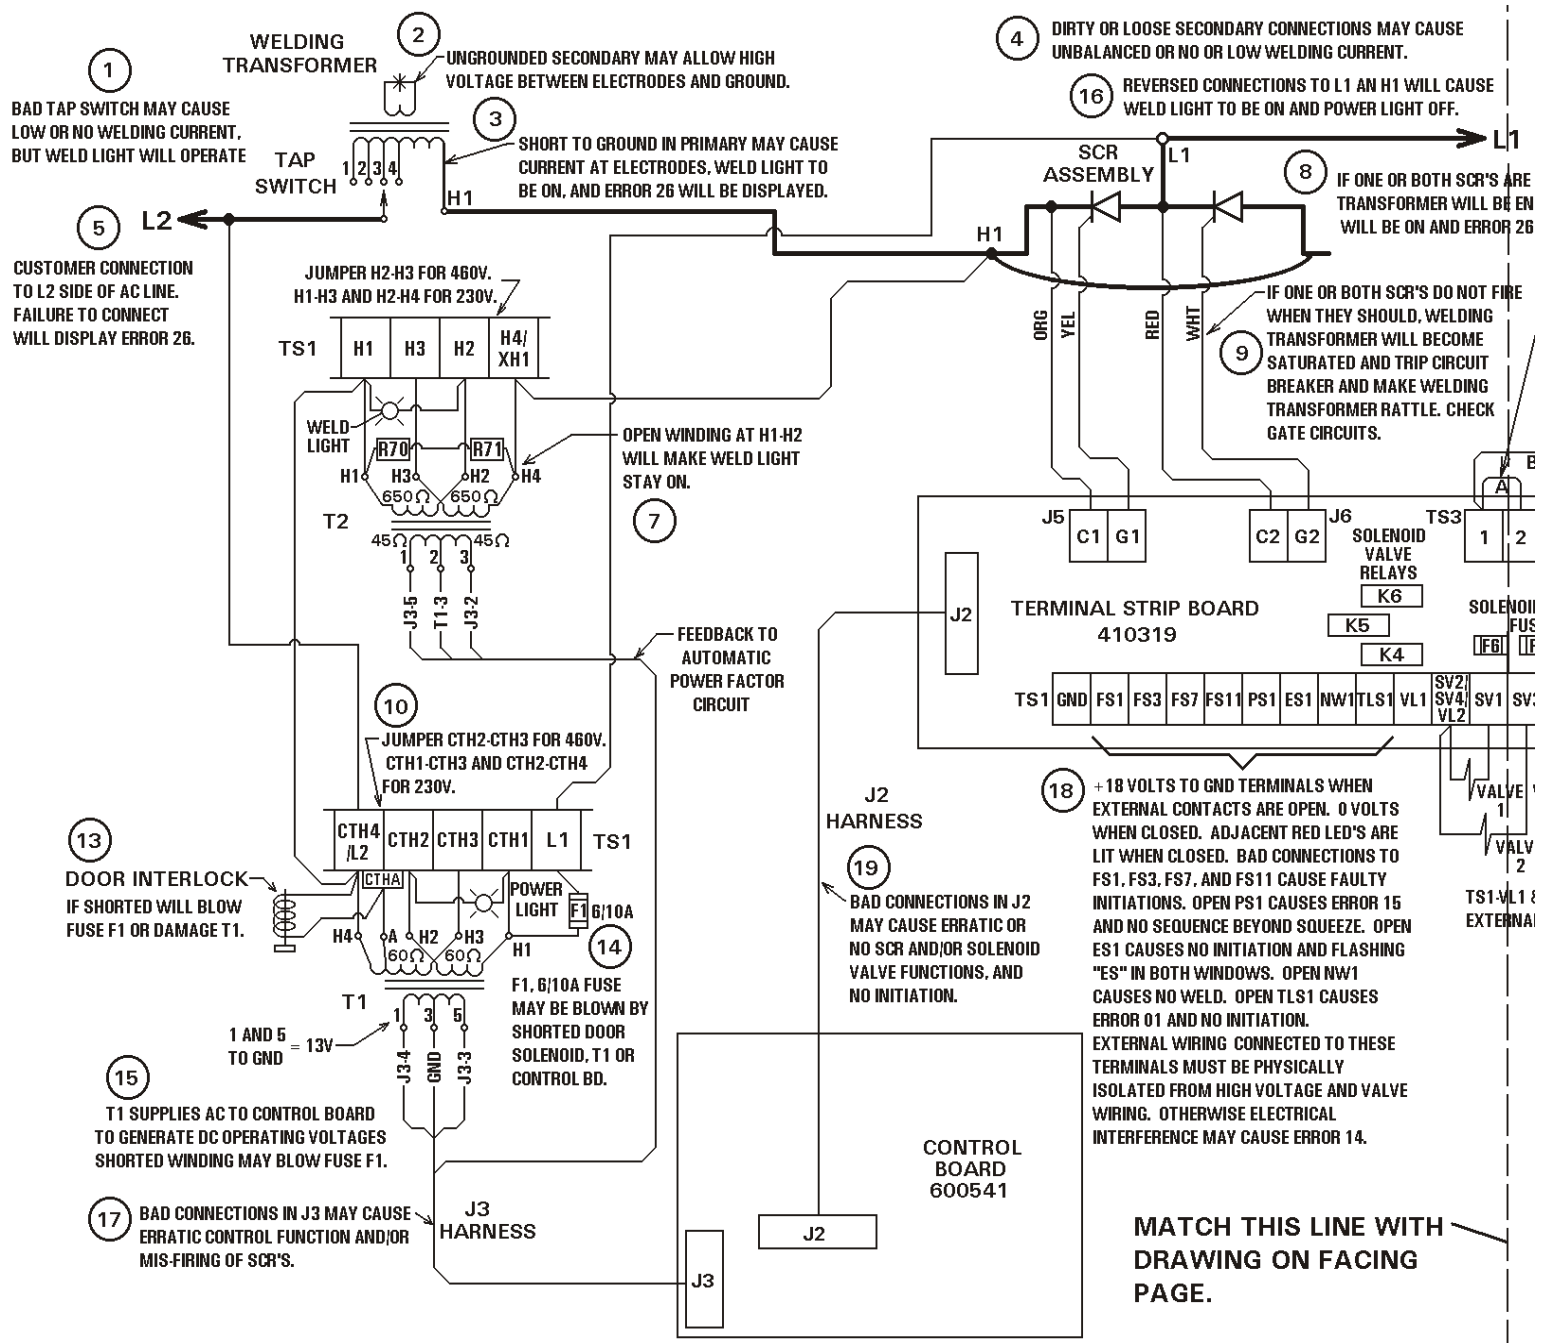 1
BAD TAP SWITCH MAY CAUSE
LOW OR NO WELDING CURRENT,
BUT WELD LIGHT WILL OPERATE
WELDING
TRANSFORMER
2
UNGROUNDED SECONDARY MAY ALLOW HIGH
VOLTAGE BETWEEN ELECTRODES AND GROUND.
3
SHORT TO GROUND IN PRIMARY MAY CAUSE
CURRENT AT ELECTRODES, WELD LIGHT TO
BE ON, AND ERROR 26 WILL BE DISPLAYED.
1 2 3 4
TAP
SWITCH
H1
4
DIRTY OR LOOSE SECONDARY CONNECTIONS MAY CAUSE
UNBALANCED OR NO OR LOW WELDING CURRENT.
16
REVERSED CONNECTIONS TO L1 AN H1 WILL CAUSE
WELD LIGHT TO BE ON AND POWER LIGHT OFF.
L1
L1
SCR
ASSEMBLY
8
IF ONE OR BOTH SCR'S ARE
TRANSFORMER WILL BE EN
WILL BE ON AND ERROR 26
5
L2
CUSTOMER CONNECTION
TO L2 SIDE OF AC LINE.
FAILURE TO CONNECT
WILL DISPLAY ERROR 26.
H1
ORG
YEL
RED
WHT
9
IF ONE OR BOTH SCR'S DO NOT FIRE
WHEN THEY SHOULD, WELDING
TRANSFORMER WILL BECOME
SATURATED AND TRIP CIRCUIT
BREAKER AND MAKE WELDING
TRANSFORMER RATTLE. CHECK
GATE CIRCUITS.
JUMPER H2-H3 FOR 460V.
H1-H3 AND H2-H4 FOR 230V.
TS1
H1
H3
H2
H4/
XH1
WELD
LIGHT
R70
R71
H1
H3
H2
H4
650Ω
650Ω
T2
45Ω
45Ω
1
2
3
J3-5
T1-3
J3-2
OPEN WINDING AT H1-H2
WILL MAKE WELD LIGHT
STAY ON.
7
FEEDBACK TO
AUTOMATIC
POWER FACTOR
CIRCUIT
J5
C1
G1
C2
G2
J6
TS3
1
2
A
B
SOLENOID
VALVE
RELAYS
K6
K5
K4
J2
TERMINAL STRIP BOARD
410319
SOLENOI
FUS
F6
F
TS1
GND
FS1
FS3
FS7
FS11
PS1
ES1
NW1
TLS1
VL1
SV2/
SV4/
VL2
SV1
SV3
VALVE
1
VALV
2
TS1-VL1 &
EXTERNA
10
JUMPER CTH2-CTH3 FOR 460V.
CTH1-CTH3 AND CTH2-CTH4
FOR 230V.
CTH4
/L2
CTH2
CTH3
CTH1
L1
TS1
CTHA
POWER
LIGHT
F1
6/10A
13
DOOR INTERLOCK
IF SHORTED WILL BLOW
FUSE F1 OR DAMAGE T1.
H4
A
H2
H3
H1
60Ω
60Ω
T1
1
3
5
14
F1, 6/10A FUSE
MAY BE BLOWN BY
SHORTED DOOR
SOLENOID, T1 OR
CONTROL BD.
1 AND 5
TO GND
= 13V
J3-4
GND
J3-3
15
T1 SUPPLIES AC TO CONTROL BOARD
TO GENERATE DC OPERATING VOLTAGES
SHORTED WINDING MAY BLOW FUSE F1.
17
BAD CONNECTIONS IN J3 MAY CAUSE
ERRATIC CONTROL FUNCTION AND/OR
MIS-FIRING OF SCR'S.
J3
HARNESS
J2
HARNESS
19
BAD CONNECTIONS IN J2
MAY CAUSE ERRATIC OR
NO SCR AND/OR SOLENOID
VALVE FUNCTIONS, AND
NO INITIATION.
18
+18 VOLTS TO GND TERMINALS WHEN
EXTERNAL CONTACTS ARE OPEN. 0 VOLTS
WHEN CLOSED. ADJACENT RED LED'S ARE
LIT WHEN CLOSED. BAD CONNECTIONS TO
FS1, FS3, FS7, AND FS11 CAUSE FAULTY
INITIATIONS. OPEN PS1 CAUSES ERROR 15
AND NO SEQUENCE BEYOND SQUEEZE. OPEN
ES1 CAUSES NO INITIATION AND FLASHING
"ES" IN BOTH WINDOWS. OPEN NW1
CAUSES NO WELD. OPEN TLS1 CAUSES
ERROR 01 AND NO INITIATION.
EXTERNAL WIRING CONNECTED TO THESE
TERMINALS MUST BE PHYSICALLY
ISOLATED FROM HIGH VOLTAGE AND VALVE
WIRING. OTHERWISE ELECTRICAL
INTERFERENCE MAY CAUSE ERROR 14.
CONTROL
BOARD
600541
J2
J3
MATCH THIS LINE WITH
DRAWING ON FACING
PAGE.